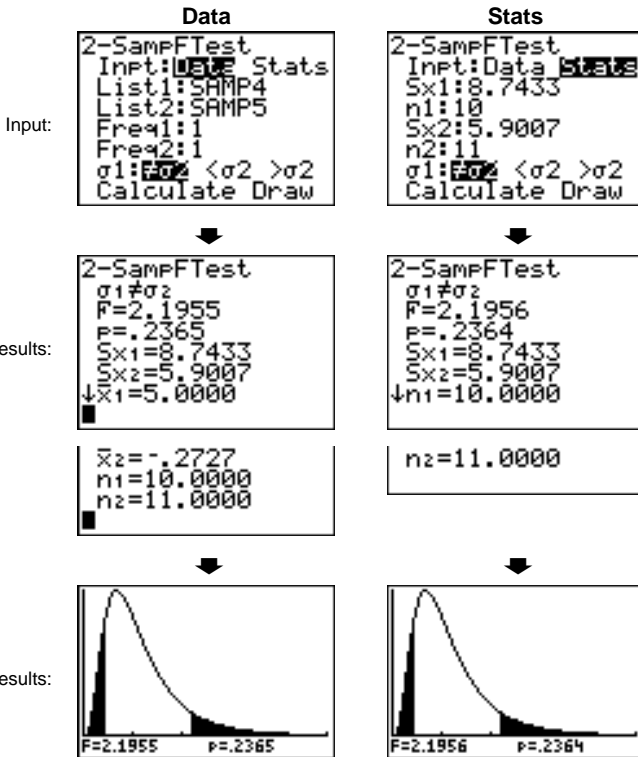 Data
Stats
Input:
2-SampFTest
Inpt:Data Stats
List1:SAMP4
List2:SAMP5
Freq1:1
Freq2:1
σ1:≠σ2 <σ2 >σ2
Calculate Draw
2-SampFTest
Inpt:Data Stats
Sx1:8.7433
n1:10
Sx2:5.9007
n2:11
σ1:≠σ2 <σ2 >σ2
Calculate Draw
esults:
2-SampFTest
σ1≠σ2
F=2.1955
p=.2365
Sx1=8.7433
Sx2=5.9007
↓x̄1=5.0000
2-SampFTest
σ1≠σ2
F=2.1956
p=.2364
Sx1=8.7433
Sx2=5.9007
↓n1=10.0000
x̄2=-.2727
n1=10.0000
n2=11.0000
n2=11.0000
esults:
F=2.1955 P=.2365
F=2.1956 P=.2364